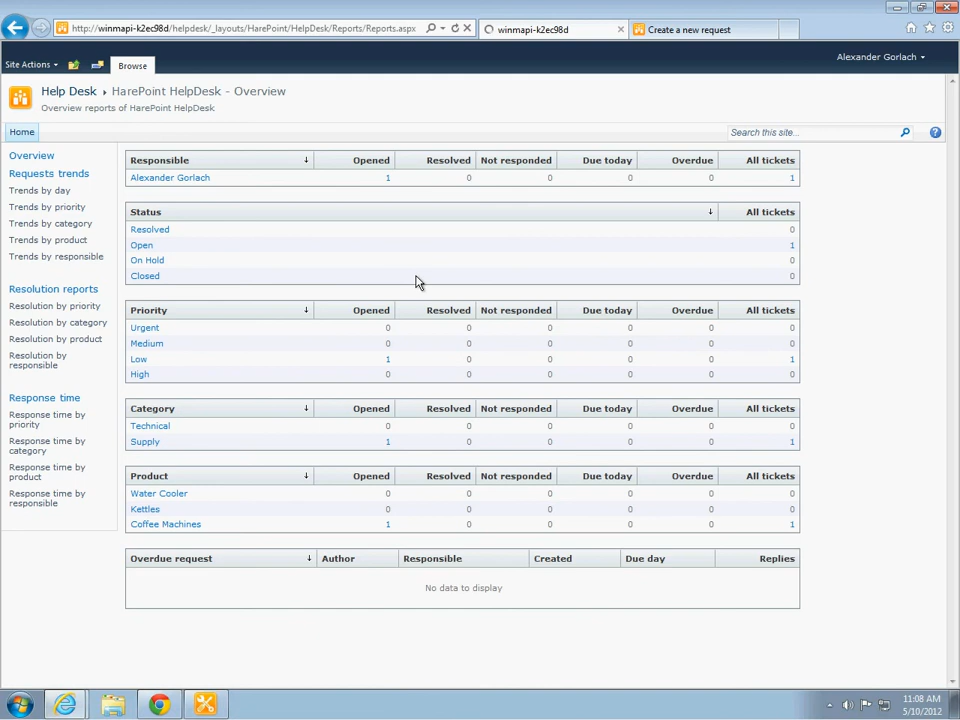 http://winmapi-k2ec98d/helpdesk/_layouts/HarePoint/HelpDesk/Reports/Reports.aspx
winmapi-k2ec98d
Create a new request
Site Actions
Browse
Alexander Gorlach
Help Desk HarePoint HelpDesk - Overview
Overview reports of HarePoint HelpDesk
Home
Search this site...
Overview
Requests trends
Trends by day
Trends by priority
Trends by category
Trends by product
Trends by responsible
Resolution reports
Resolution by priority
Resolution by category
Resolution by product
Resolution by
responsible
Response time
Response time by
priority
Response time by
category
Response time by
product
Response time by
responsible
Responsible Opened Resolved Not responded Due today Overdue All tickets
Alexander Gorlach 1 0 0 0 0 1
Status All tickets
Resolved 0
Open 1
On Hold 0
Closed 0
Priority Opened Resolved Not responded Due today Overdue All tickets
Urgent 0 0 0 0 0 0
Medium 0 0 0 0 0 0
Low 1 0 0 0 0 1
High 0 0 0 0 0 0
Category Opened Resolved Not responded Due today Overdue All tickets
Technical 0 0 0 0 0 0
Supply 1 0 0 0 0 1
Product Opened Resolved Not responded Due today Overdue All tickets
Water Cooler 0 0 0 0 0 0
Kettles 0 0 0 0 0 0
Coffee Machines 1 0 0 0 0 1
Overdue request Author Responsible Created Due day Replies
No data to display
11:08 AM
5/10/2012